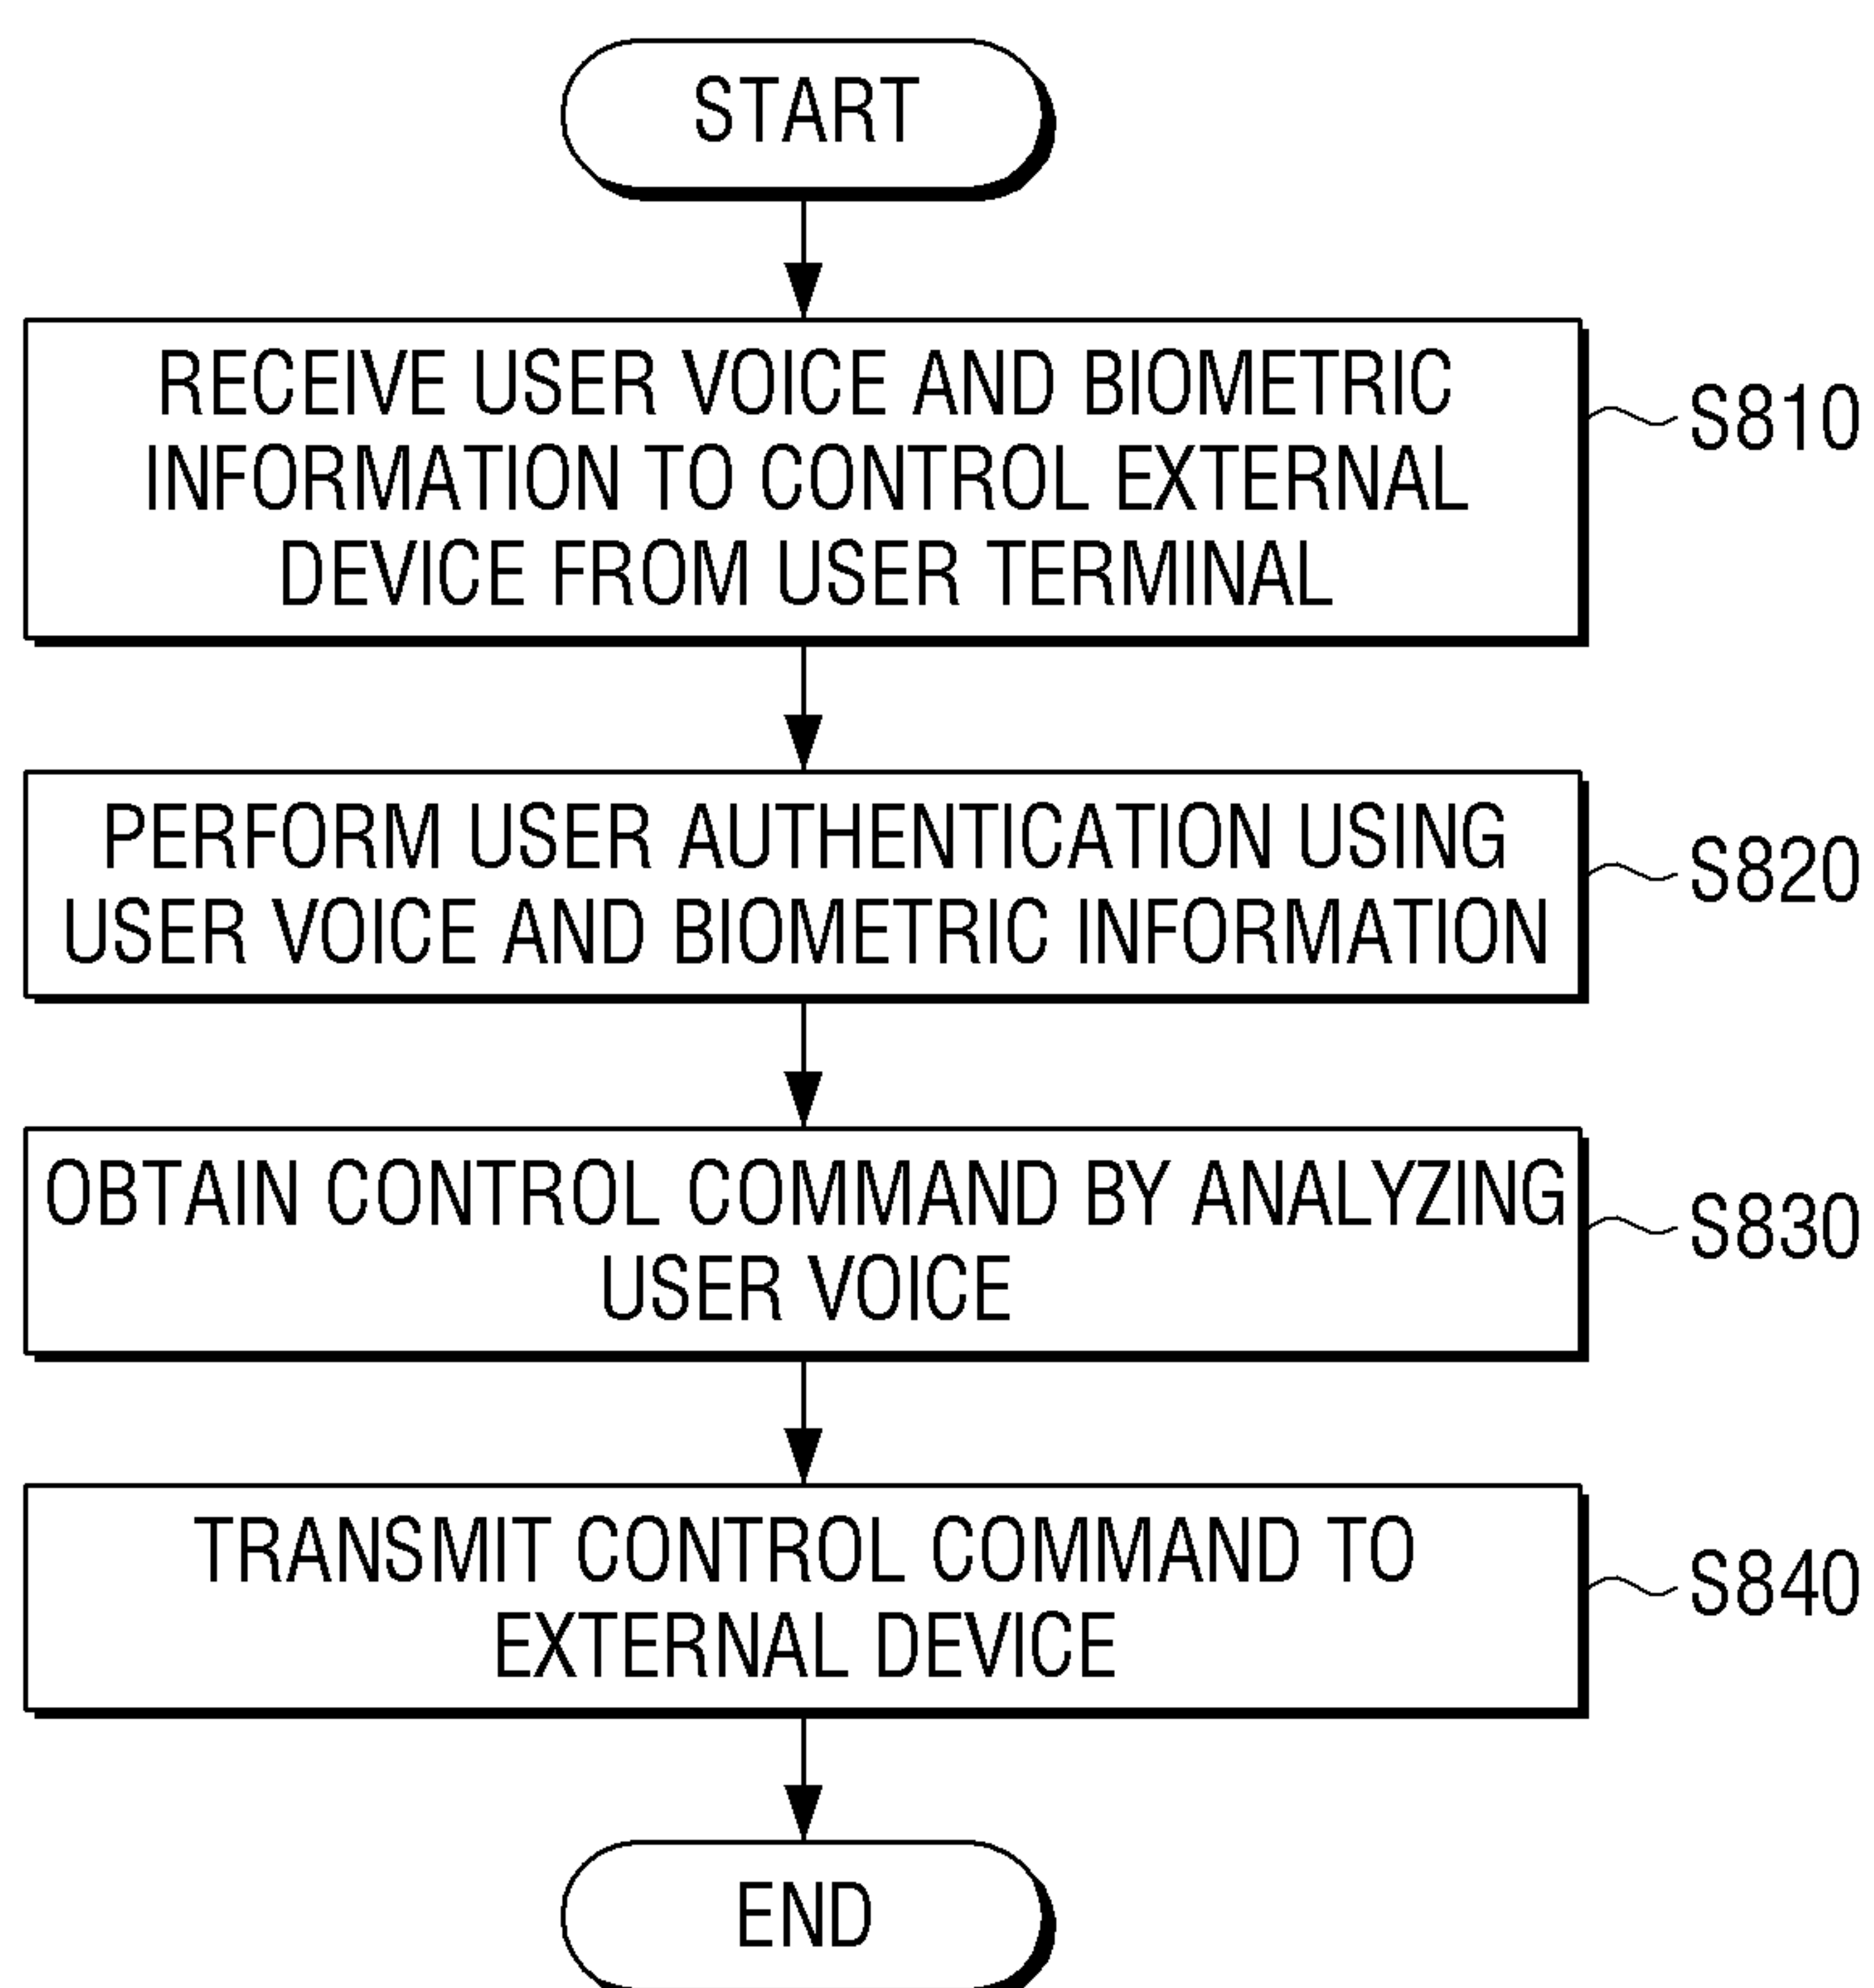 START
RECEIVE USER VOICE AND BIOMETRIC
INFORMATION TO CONTROL EXTERNAL
DEVICE FROM USER TERMINAL
S810
PERFORM USER AUTHENTICATION USING
USER VOICE AND BIOMETRIC INFORMATION
S820
OBTAIN CONTROL COMMAND BY ANALYZING
USER VOICE
S830
TRANSMIT CONTROL COMMAND TO
EXTERNAL DEVICE
S840
END